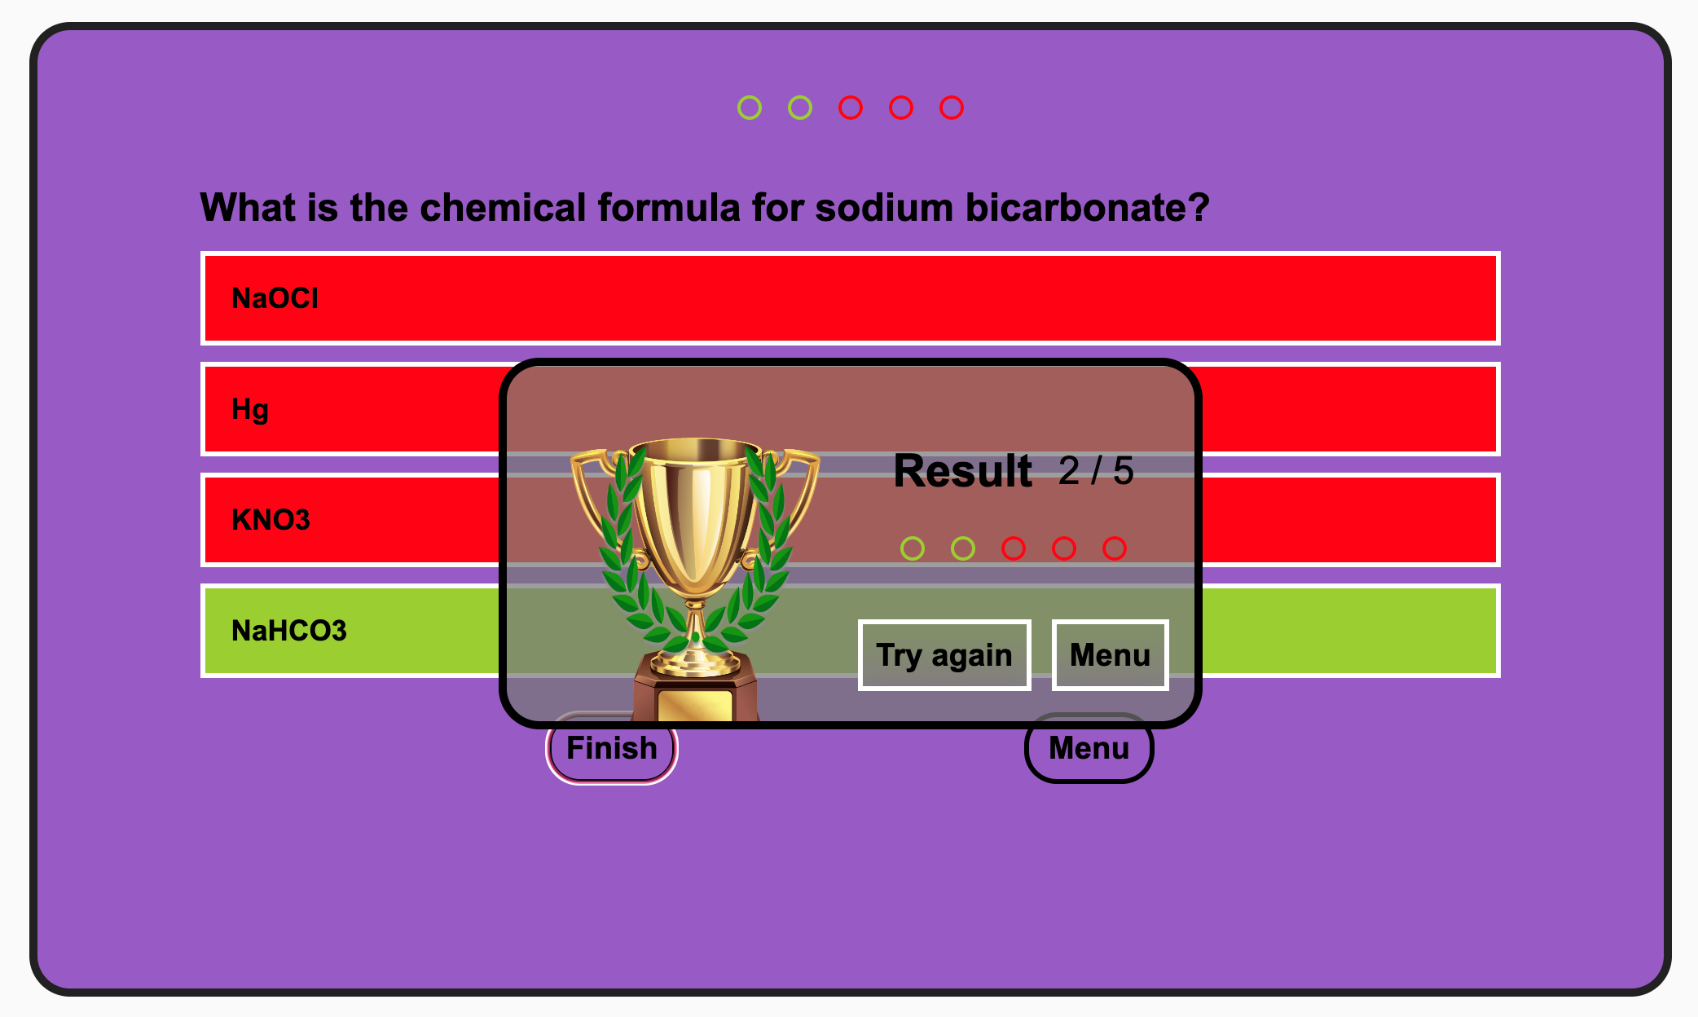 What is the chemical formula for sodium bicarbonate?
NaOCl
Hg
KNO3
NaHCO3
Result 2 / 5
Try again Menu
Finish Menu